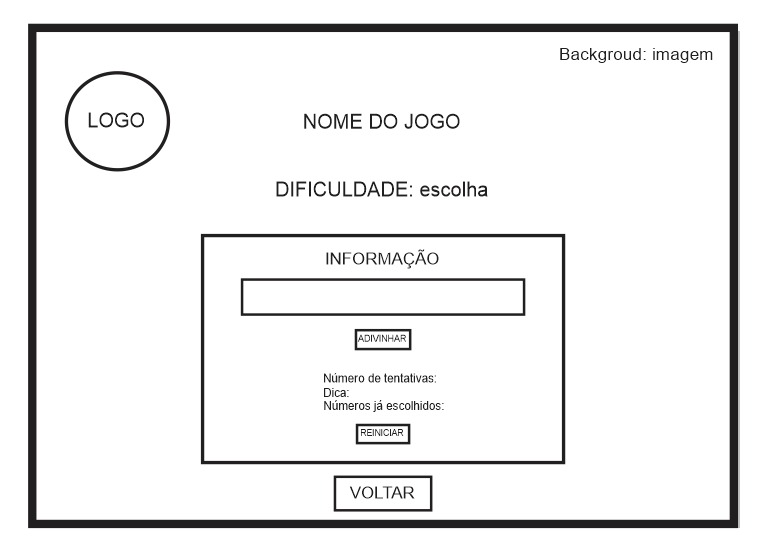 Backgroud: imagem
LOGO
NOME DO JOGO
DIFICULDADE: escolha
INFORMAÇÃO
ADIVINHAR
Número de tentativas:
Dica:
Números já escolhidos:
REINICIAR
VOLTAR